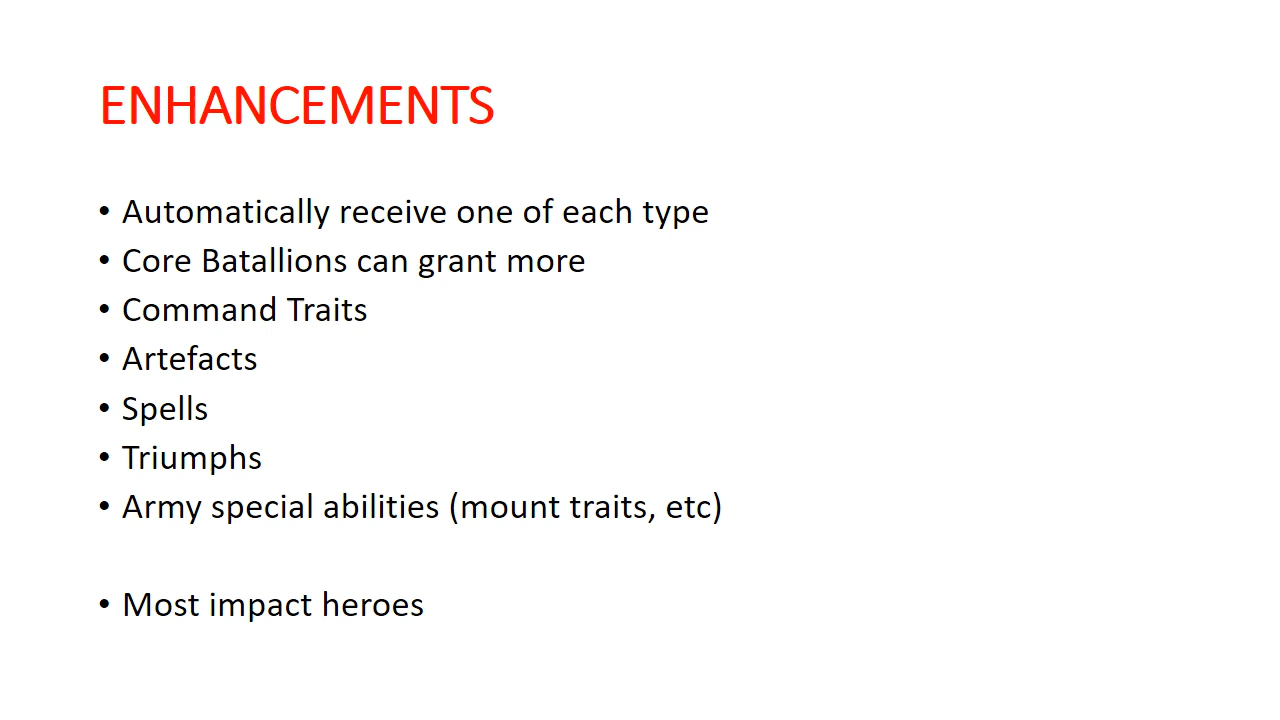 ENHANCEMENTS
• Automatically receive one of each type
• Core Batallions can grant more
• Command Traits
• Artefacts
• Spells
• Triumphs
• Army special abilities (mount traits, etc)
• Most impact heroes